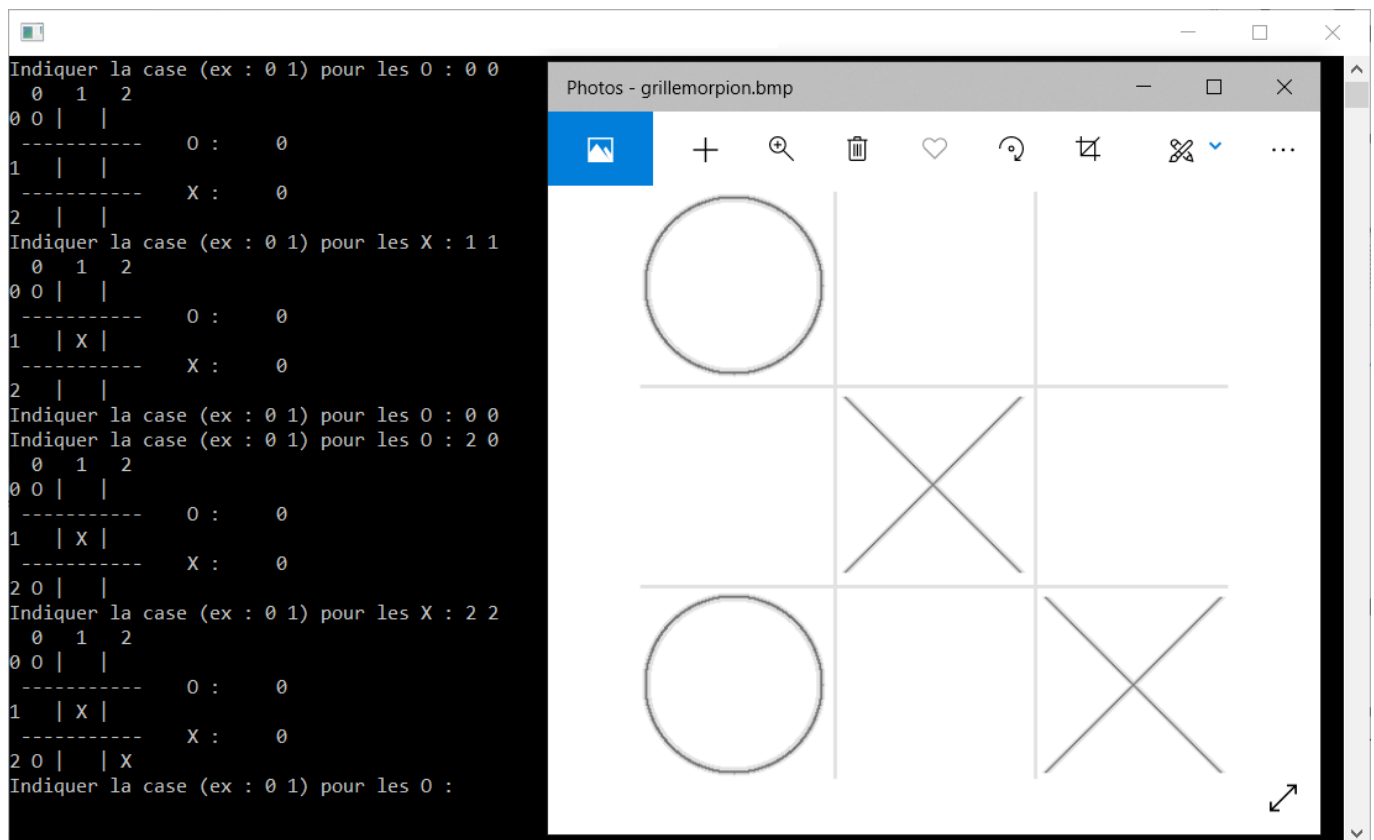 Indiquer la case (ex : 0 1) pour les O : 0 0
  0   1   2
0 O |   |
 -----------    O :     0
1   |   |
 -----------    X :     0
2   |   |
Indiquer la case (ex : 0 1) pour les X : 1 1
  0   1   2
0 O |   |
 -----------    O :     0
1   | X |
 -----------    X :     0
2   |   |
Indiquer la case (ex : 0 1) pour les O : 0 0
Indiquer la case (ex : 0 1) pour les O : 2 0
  0   1   2
0 O |   |
 -----------    O :     0
1   | X |
 -----------    X :     0
2 O |   |
Indiquer la case (ex : 0 1) pour les X : 2 2
  0   1   2
0 O |   |
 -----------    O :     0
1   | X |
 -----------    X :     0
2 O |   | X
Indiquer la case (ex : 0 1) pour les O :
Photos - grillemorpion.bmp